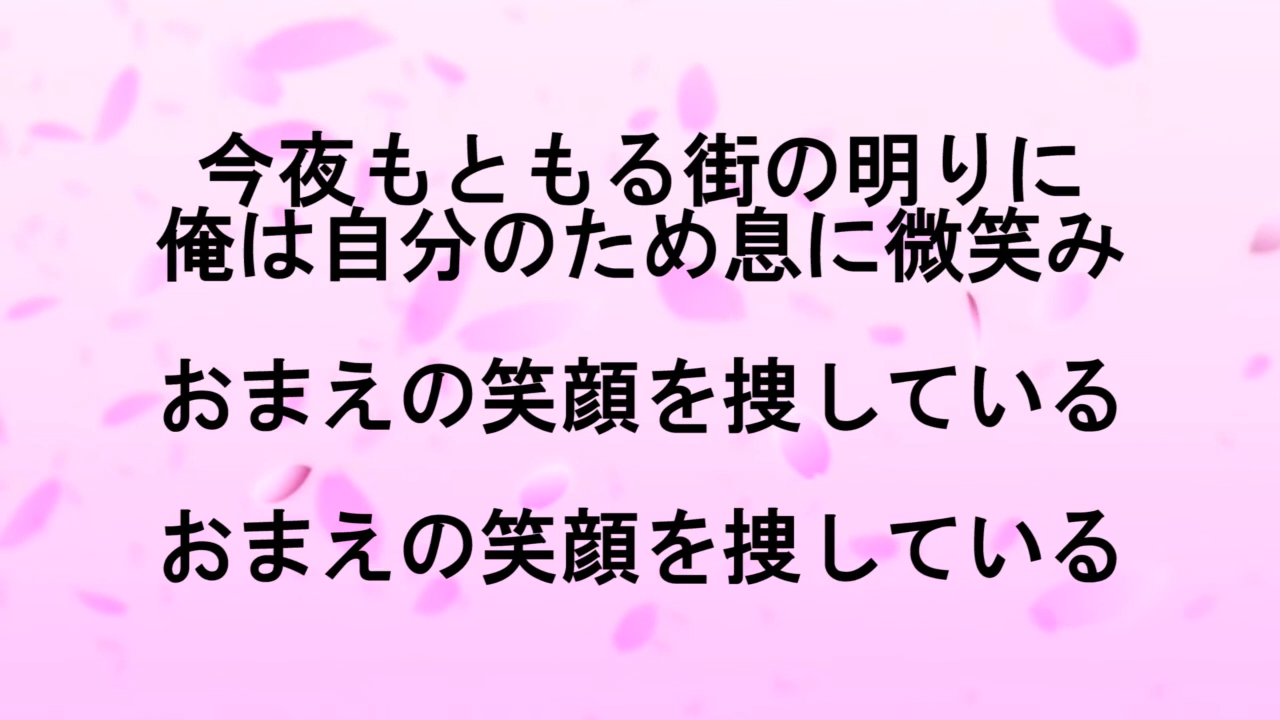 今夜もともる街の明りに
俺は自分のため息に微笑み
おまえの笑顔を捜している
おまえの笑顔を捜している